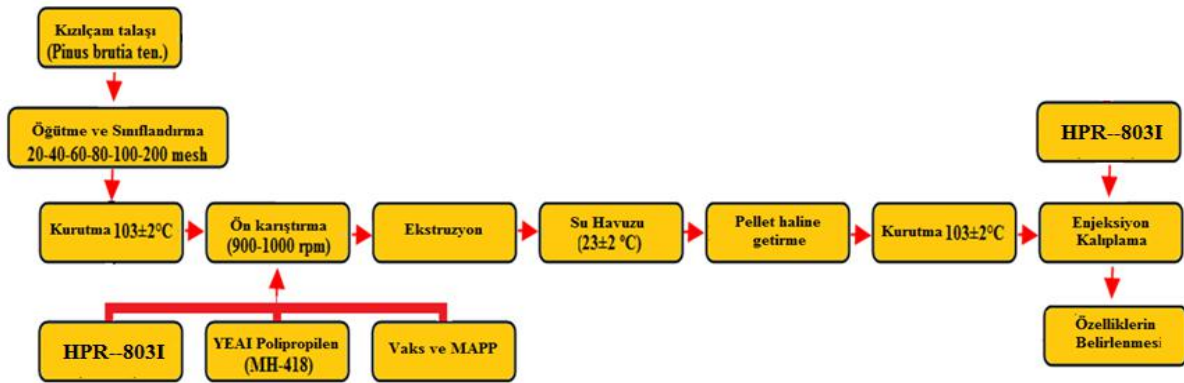 Kızılçam talaşı
(Pinus brutia ten.)
Öğütme ve Sınıflandırma
20-40-60-80-100-200 mesh
HPR--803I
Kurutma 103±2°C
Ön karıştırma
(900-1000 rpm)
Ekstruzyon
Su Havuzu
(23±2 °C)
Pellet haline
getirme
Kurutma 103±2°C
Enjeksiyon
Kalıplama
HPR--803I
YEAI Polipropilen
(MH-418)
Vaks ve MAPP
Özelliklerin
Belirlenmesi